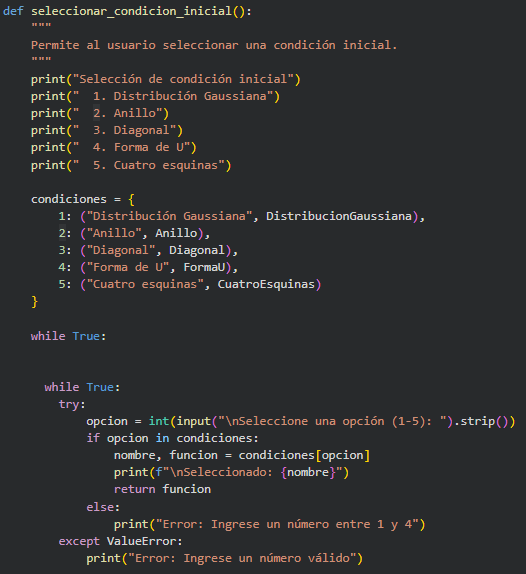 def seleccionar_condicion_inicial():
    """
    Permite al usuario seleccionar una condición inicial.
    """
    print("Selección de condición inicial")
    print("  1. Distribución Gaussiana")
    print("  2. Anillo")
    print("  3. Diagonal")
    print("  4. Forma de U")
    print("  5. Cuatro esquinas")

    condiciones = {
        1: ("Distribución Gaussiana", DistribucionGaussiana),
        2: ("Anillo", Anillo),
        3: ("Diagonal", Diagonal),
        4: ("Forma de U", FormaU),
        5: ("Cuatro esquinas", CuatroEsquinas)
    }

    while True:


      while True:
        try:
            opcion = int(input("\nSeleccione una opción (1-5): ").strip())
            if opcion in condiciones:
                nombre, funcion = condiciones[opcion]
                print(f"\nSeleccionado: {nombre}")
                return funcion
            else:
                print("Error: Ingrese un número entre 1 y 4")
        except ValueError:
            print("Error: Ingrese un número válido")